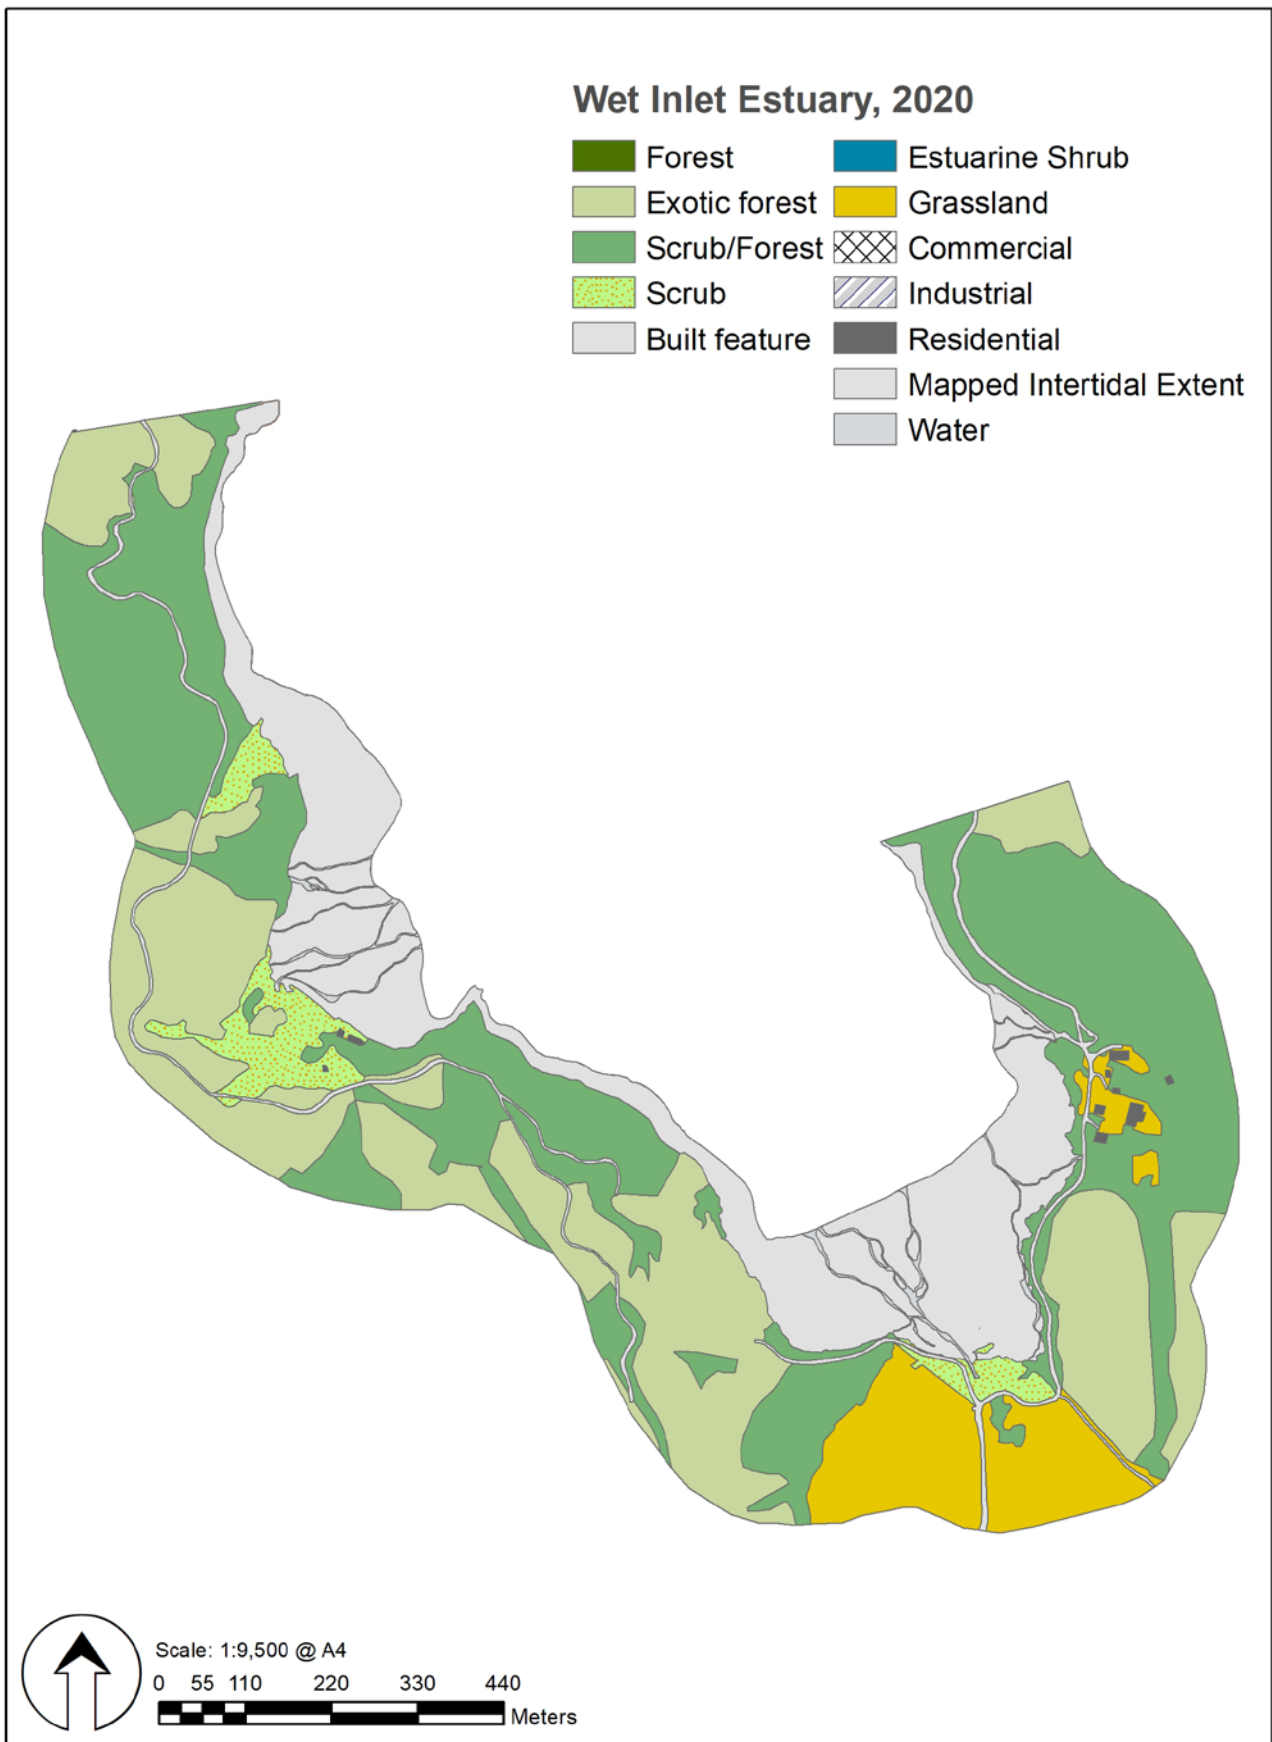 Wet Inlet Estuary, 2020
Forest
Exotic forest
Scrub/Forest
Scrub
Built feature
Estuarine Shrub
Grassland
Commercial
Industrial
Residential
Mapped Intertidal Extent
Water
Scale: 1:9,500 @ A4
0 55 110 220 330 440
Meters